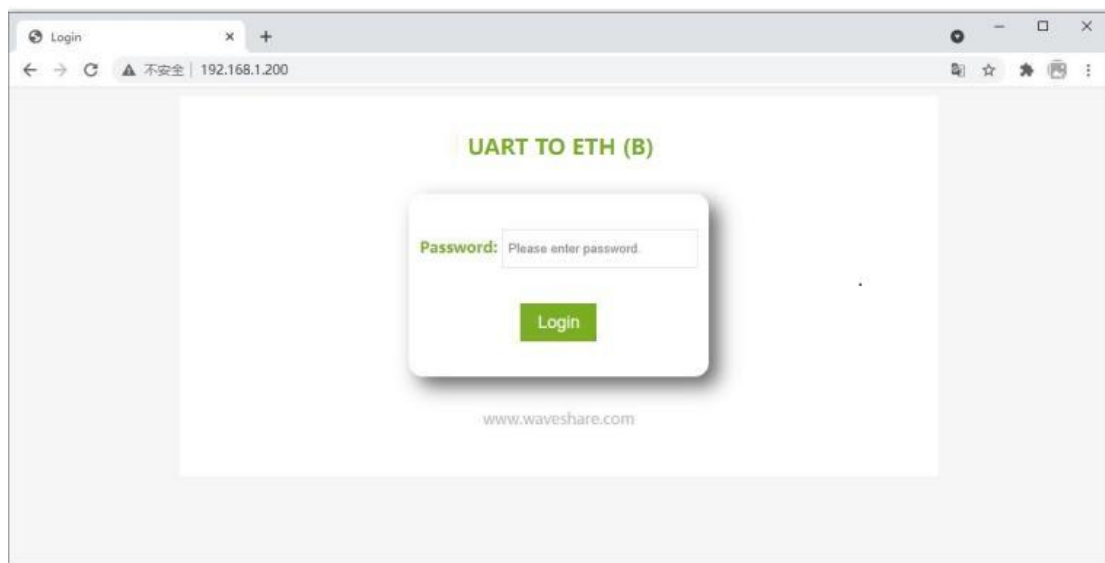 Login
不安全 192.168.1.200
UART TO ETH (B)
Password: Please enter password.
Login
www.waveshare.com